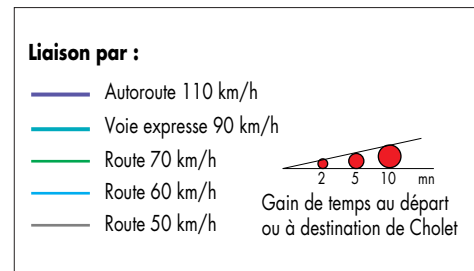 Liaison par :
Autoroute 110 km/h
Voie expresse 90 km/h
Route 70 km/h
Route 60 km/h
Route 50 km/h
2 5 10 mn
Gain de temps au départ
ou à destination de Cholet